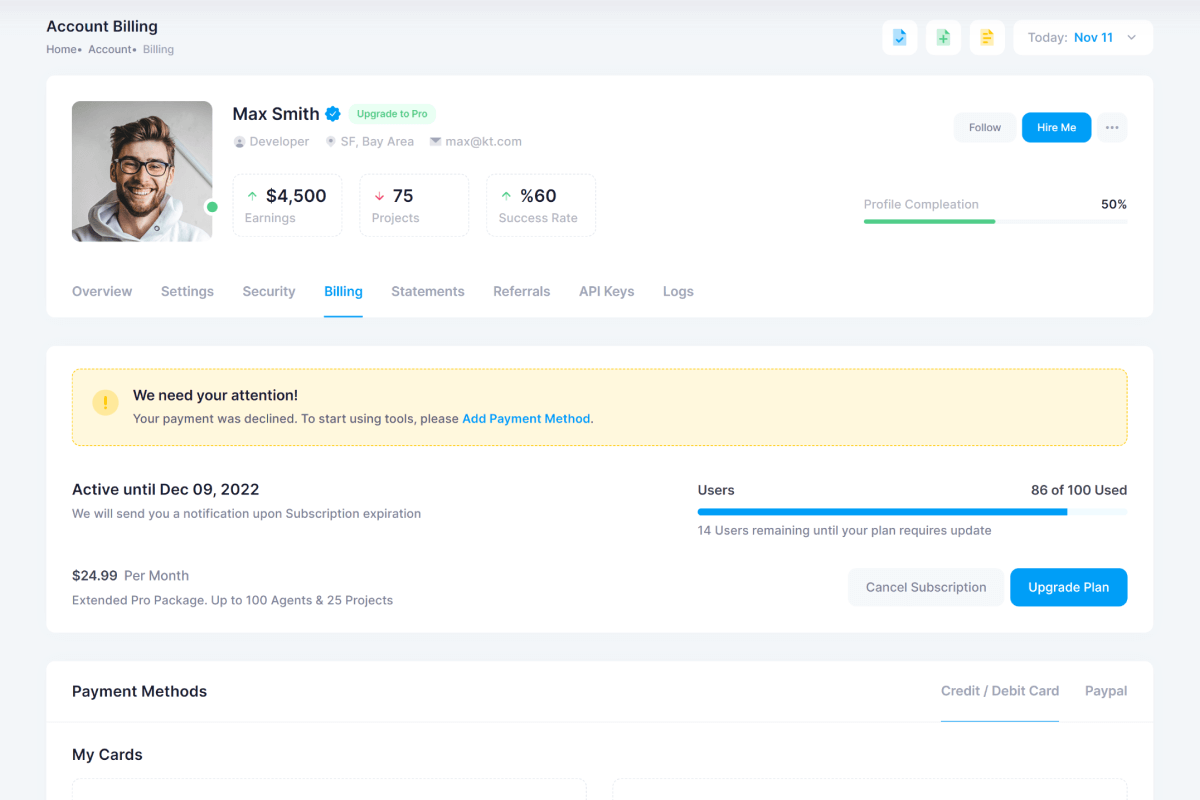 Account Billing
Home• Account• Billing
Today: Nov 11
Max Smith Upgrade to Pro
Developer SF, Bay Area max@kt.com
Follow Hire Me
$4,500 75 %60
Earnings Projects Success Rate
Profile Compleation 50%
Overview Settings Security Billing Statements Referrals API Keys Logs
We need your attention!
Your payment was declined. To start using tools, please Add Payment Method.
Active until Dec 09, 2022
We will send you a notification upon Subscription expiration
Users 86 of 100 Used
14 Users remaining until your plan requires update
$24.99 Per Month
Extended Pro Package. Up to 100 Agents & 25 Projects
Cancel Subscription Upgrade Plan
Payment Methods
Credit / Debit Card Paypal
My Cards